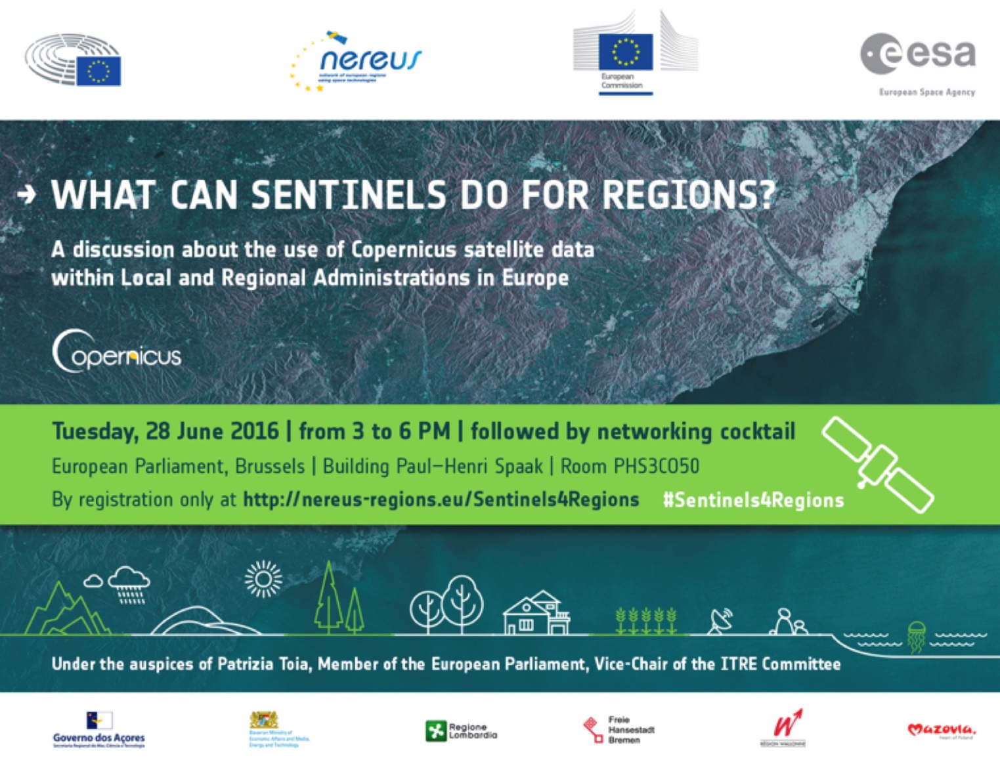 nereus
network of european regions
using space technologies
European
Commission
esa
European Space Agency
→ WHAT CAN SENTINELS DO FOR REGIONS?
A discussion about the use of Copernicus satellite data
within Local and Regional Administrations in Europe
Copernicus
Tuesday, 28 June 2016 | from 3 to 6 PM | followed by networking cocktail
European Parliament, Brussels | Building Paul–Henri Spaak | Room PHS3C050
By registration only at http://nereus-regions.eu/Sentinels4Regions #Sentinels4Regions
Under the auspices of Patrizia Toia, Member of the European Parliament, Vice-Chair of the ITRE Committee
Governo dos Açores
Secretaria Regional do Mar, Ciência e Tecnologia
Bavarian Ministry of
Economic Affairs and Media,
Energy and Technology
Regione
Lombardia
Freie
Hansestadt
Bremen
RÉGION WALLONNE
mazovia.
heart of Poland